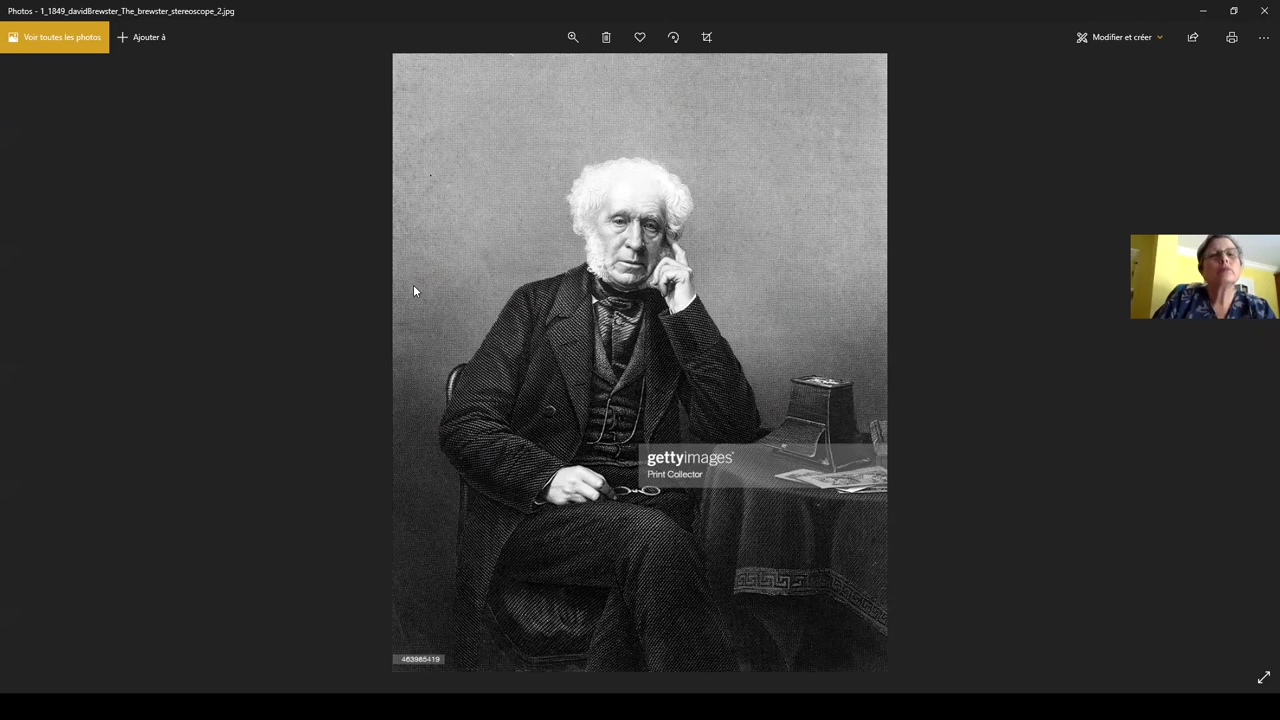 Photos - 1_1849_davidBrewster_The_brewster_stereoscope_2.jpg
Voir toutes les photos
Ajouter à
Modifier et créer
gettyimages®
Print Collector
463985419